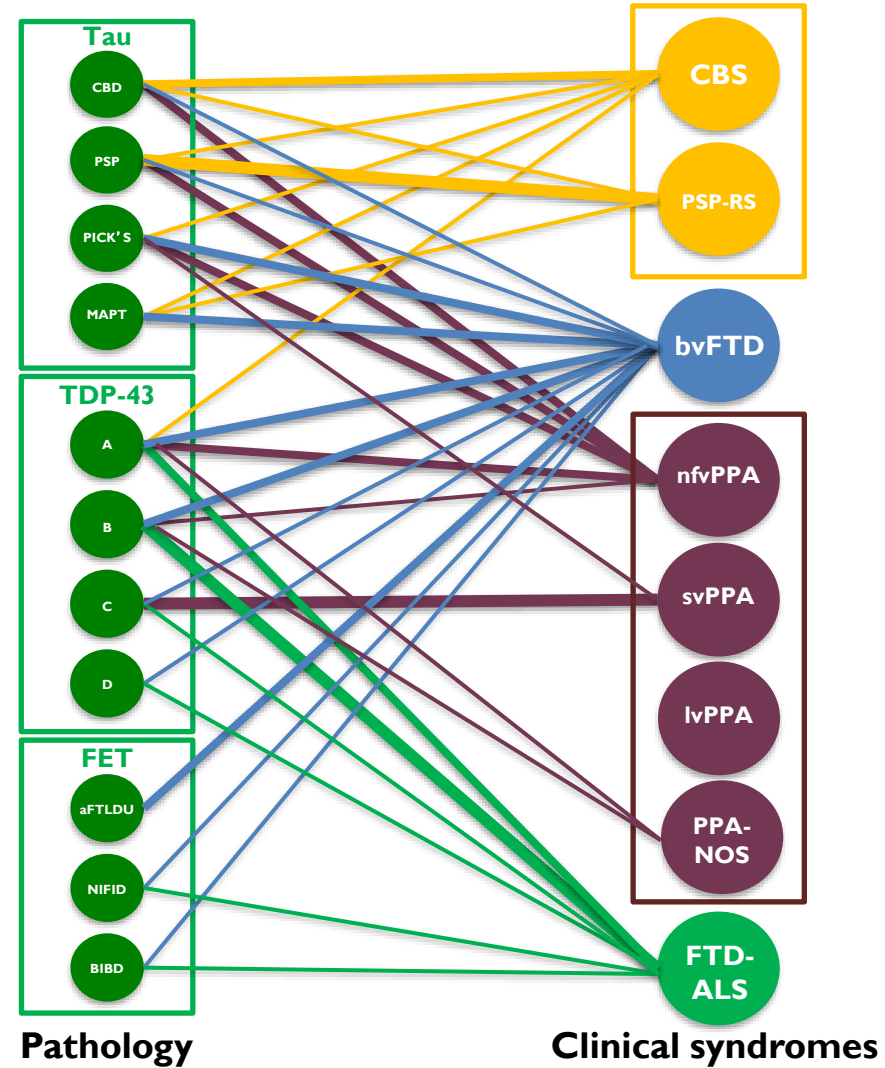 Tau
CBD
PSP
PICK'S
MAPT
TDP-43
A
B
C
D
FET
aFTLDU
NIFID
BIBD
Pathology
CBS
PSP-RS
bvFTD
nfvPPA
svPPA
lvPPA
PPA-
NOS
FTD-
ALS
Clinical syndromes